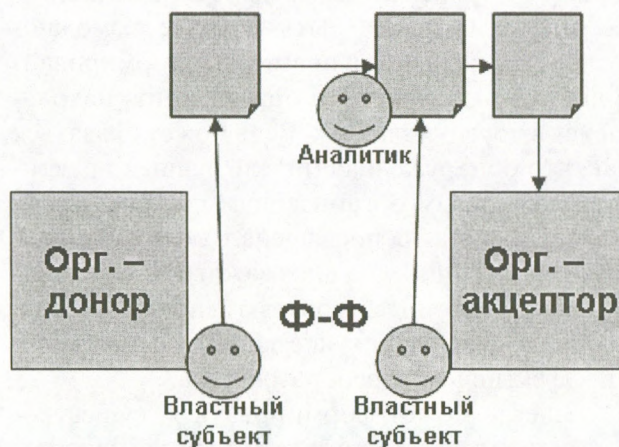 Аналитик
Орг. –
донор
Ф-Ф
Орг. –
акцептор
Властный
субъект
Властный
субъект